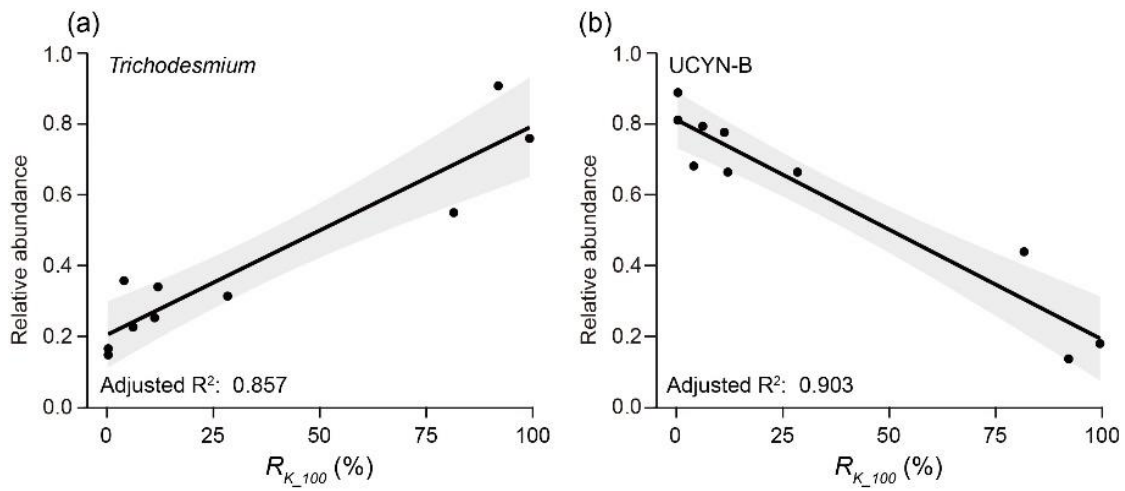 (a)
Trichodesmium
Relative abundance
1.0
0.8
0.6
0.4
0.2
0.0
Adjusted R²: 0.857
0 25 50 75 100
R_K_100 (%)
(b)
UCYN-B
Relative abundance
1.0
0.8
0.6
0.4
0.2
0.0
Adjusted R²: 0.903
0 25 50 75 100
R_K_100 (%)